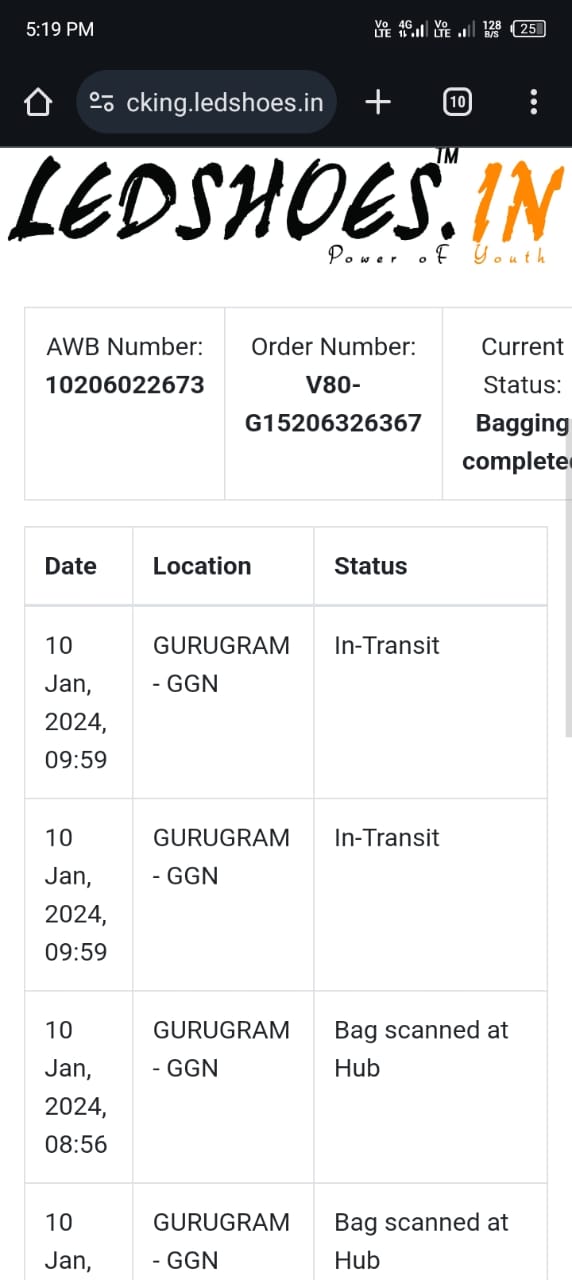 5:19 PM
Vo LTE 4G Vo LTE 128 B/S 25
cking.ledshoes.in
10
LEDSHOES.IN
TM
Power of Youth
AWB Number:
10206022673
Order Number:
V80-
G15206326367
Current
Status:
Bagging
complete
Date Location Status
10
Jan,
2024,
09:59
GURUGRAM
- GGN
In-Transit
10
Jan,
2024,
09:59
GURUGRAM
- GGN
In-Transit
10
Jan,
2024,
08:56
GURUGRAM
- GGN
Bag scanned at
Hub
10
Jan,
GURUGRAM
- GGN
Bag scanned at
Hub